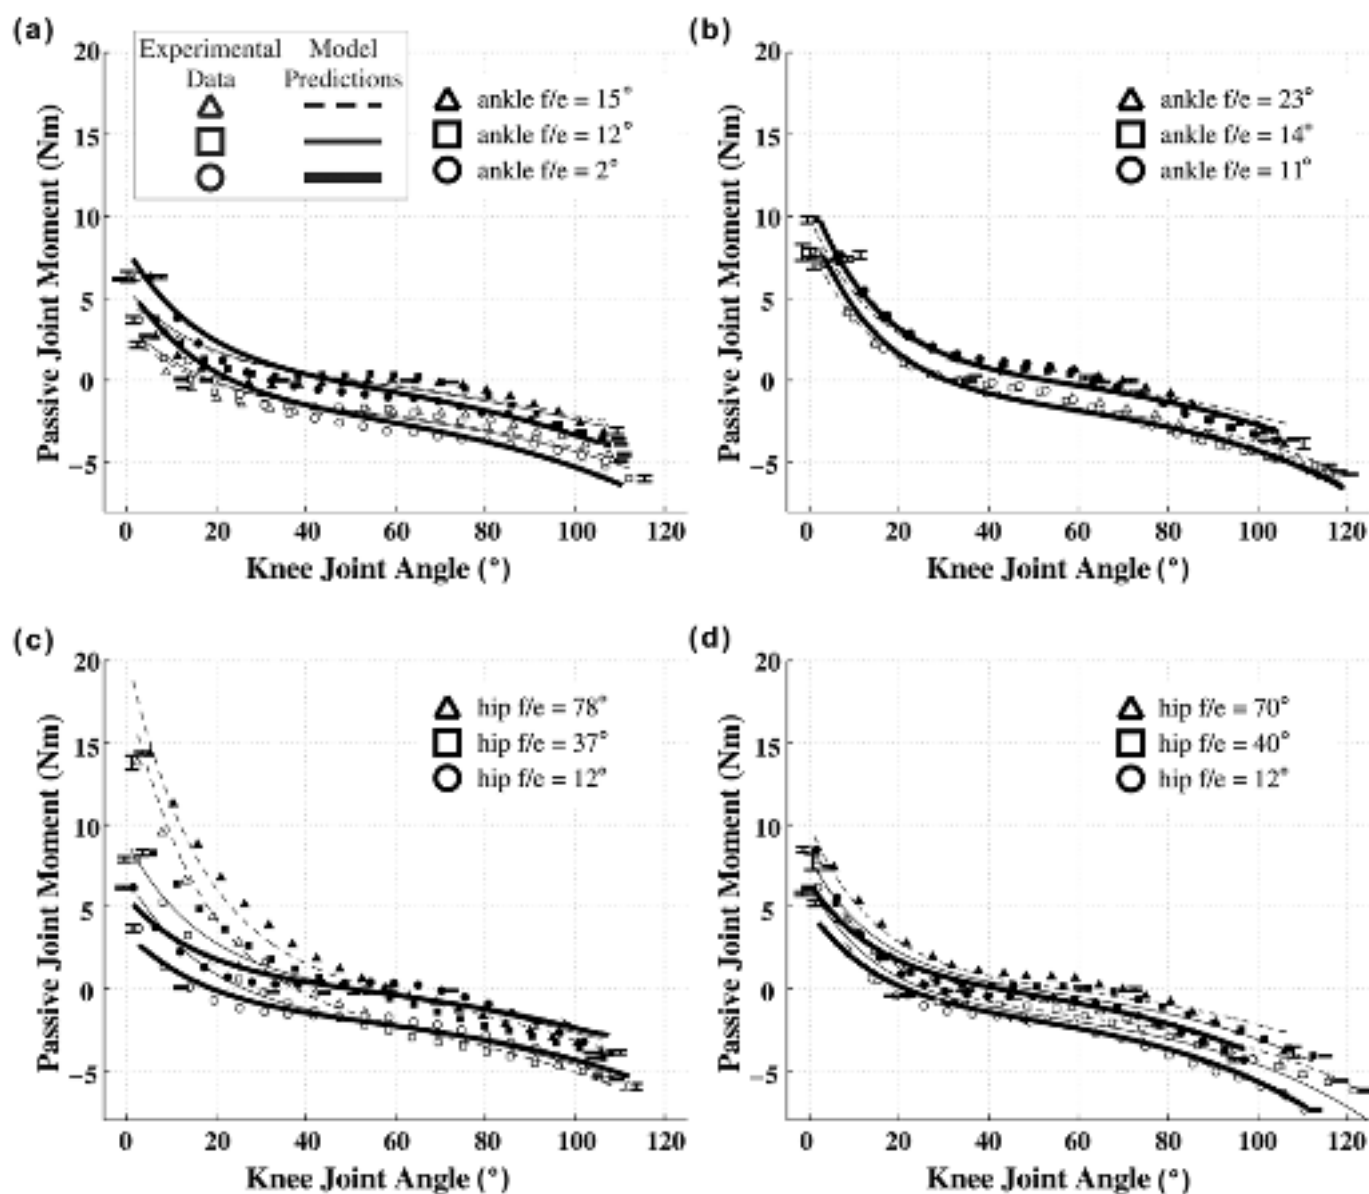 (a)
20
15
10
5
0
−5
Passive Joint Moment (Nm)
Experimental Data
Model Predictions
ankle f/e = 15°
ankle f/e = 12°
ankle f/e = 2°
0 20 40 60 80 100 120
Knee Joint Angle (°)
(b)
20
15
10
5
0
−5
Passive Joint Moment (Nm)
ankle f/e = 23°
ankle f/e = 14°
ankle f/e = 11°
0 20 40 60 80 100 120
Knee Joint Angle (°)
(c)
20
15
10
5
0
−5
Passive Joint Moment (Nm)
hip f/e = 78°
hip f/e = 37°
hip f/e = 12°
0 20 40 60 80 100 120
Knee Joint Angle (°)
(d)
20
15
10
5
0
−5
Passive Joint Moment (Nm)
hip f/e = 70°
hip f/e = 40°
hip f/e = 12°
0 20 40 60 80 100 120
Knee Joint Angle (°)